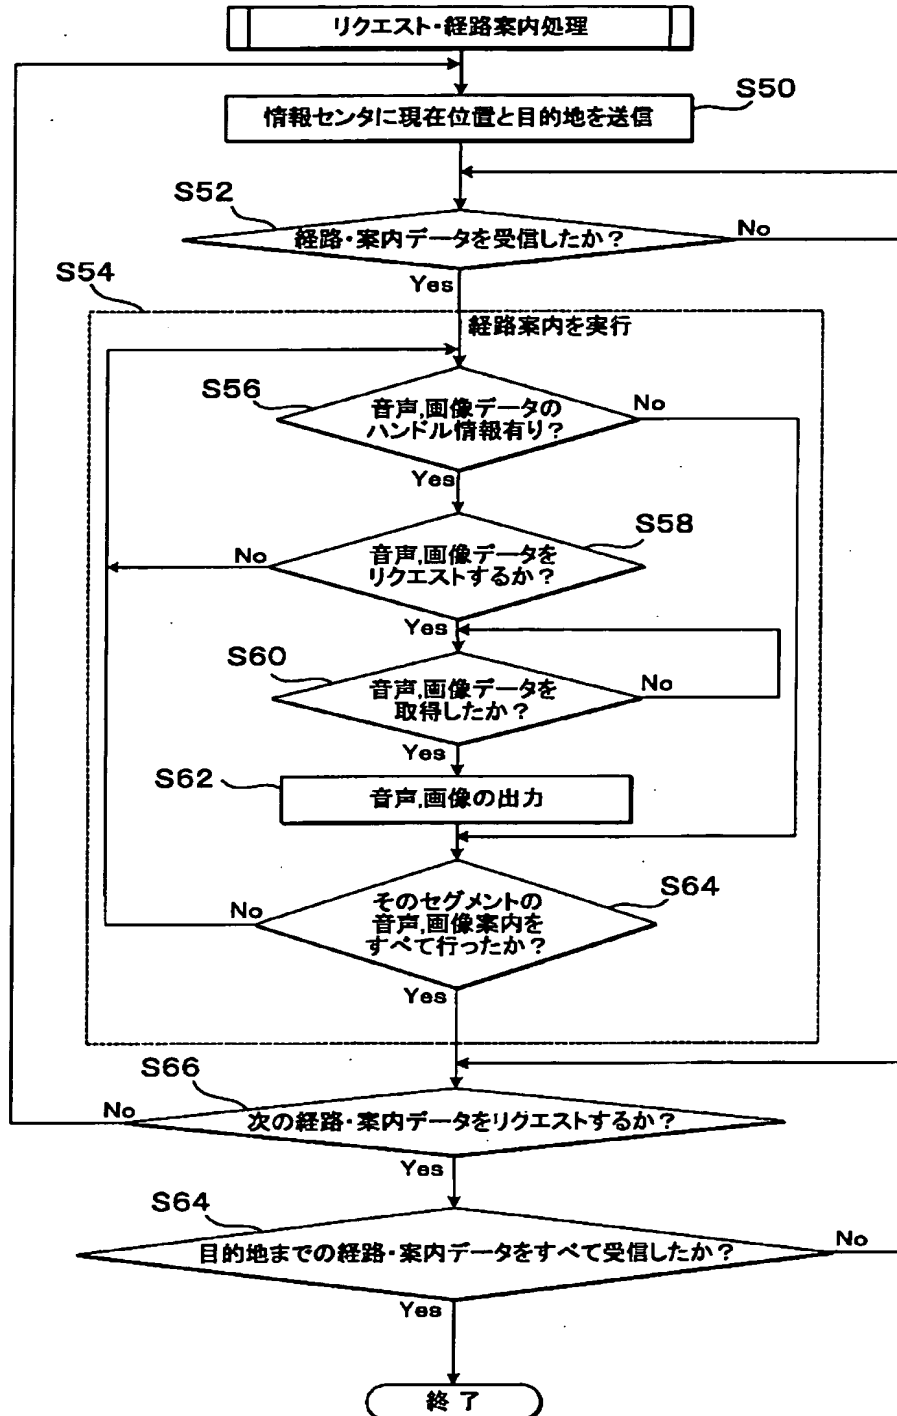 リクエスト・経路案内処理
S50
情報センタに現在位置と目的地を送信
S52
経路・案内データを受信したか？
No
Yes
S54
経路案内を実行
S56
音声,画像データの
ハンドル情報有り？
No
Yes
S58
音声,画像データを
リクエストするか？
No
Yes
S60
音声,画像データを
取得したか？
No
Yes
S62
音声,画像の出力
S64
そのセグメントの
音声,画像案内を
すべて行ったか？
No
Yes
S66
次の経路・案内データをリクエストするか？
No
Yes
S64
目的地までの経路・案内データをすべて受信したか？
No
Yes
終了